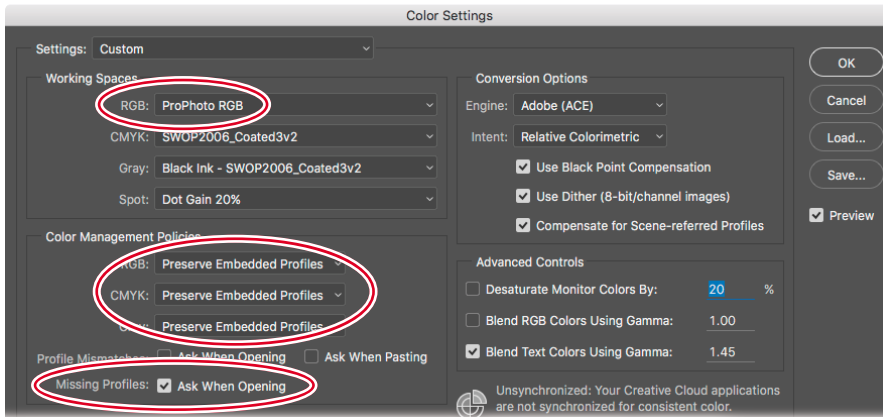 Color Settings
Settings: Custom
Working Spaces
RGB: ProPhoto RGB
CMYK: SWOP2006_Coated3v2
Gray: Black Ink - SWOP2006_Coated3v2
Spot: Dot Gain 20%
Color Management Policies
RGB: Preserve Embedded Profiles
CMYK: Preserve Embedded Profiles
Preserve Embedded Profiles
Profile Mismatches: Ask When Opening Ask When Pasting
Missing Profiles: Ask When Opening
Conversion Options
Engine: Adobe (ACE)
Intent: Relative Colorimetric
Use Black Point Compensation
Use Dither (8-bit/channel images)
Compensate for Scene-referred Profiles
Advanced Controls
Desaturate Monitor Colors By: 20 %
Blend RGB Colors Using Gamma: 1.00
Blend Text Colors Using Gamma: 1.45
Unsynchronized: Your Creative Cloud applications
are not synchronized for consistent color.
OK
Cancel
Load...
Save...
Preview